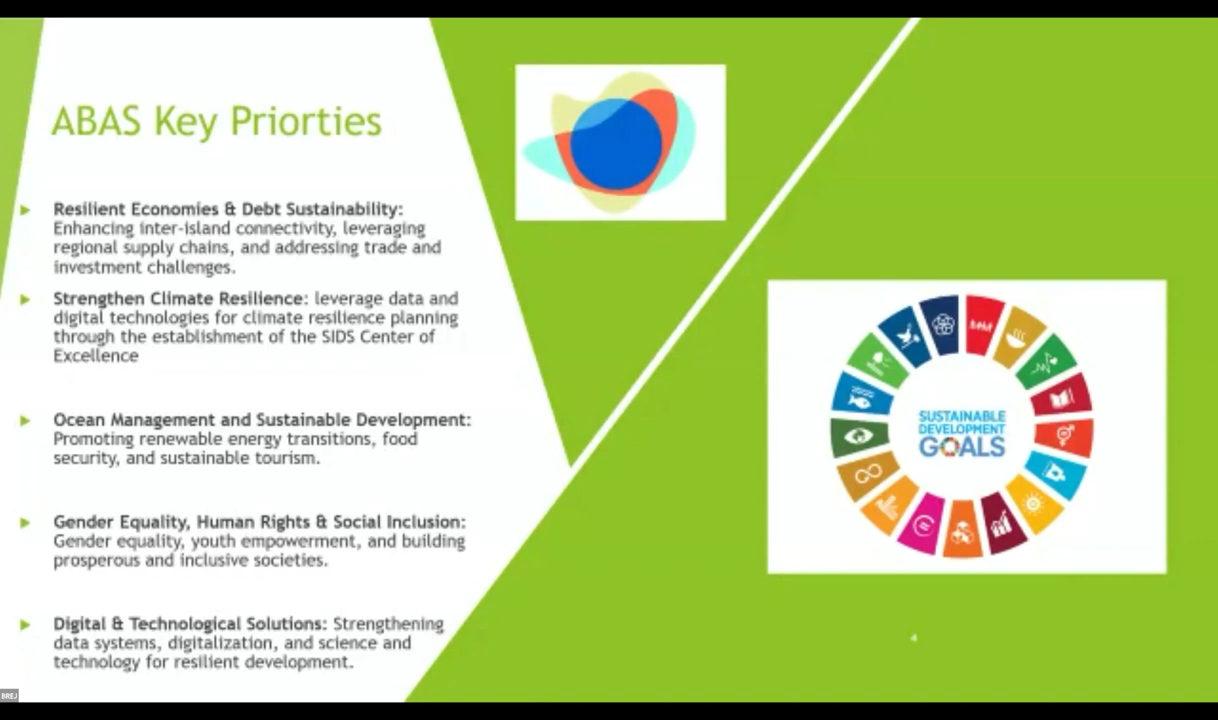 ABAS Key Priorties
Resilient Economies & Debt Sustainability:
Enhancing inter-island connectivity, leveraging
regional supply chains, and addressing trade and
investment challenges.
Strengthen Climate Resilience: leverage data and
digital technologies for climate resilience planning
through the establishment of the SIDS Center of
Excellence
Ocean Management and Sustainable Development:
Promoting renewable energy transitions, food
security, and sustainable tourism.
Gender Equality, Human Rights & Social Inclusion:
Gender equality, youth empowerment, and building
prosperous and inclusive societies.
Digital & Technological Solutions: Strengthening
data systems, digitalization, and science and
technology for resilient development.
SUSTAINABLE
DEVELOPMENT
GOALS
BREJ